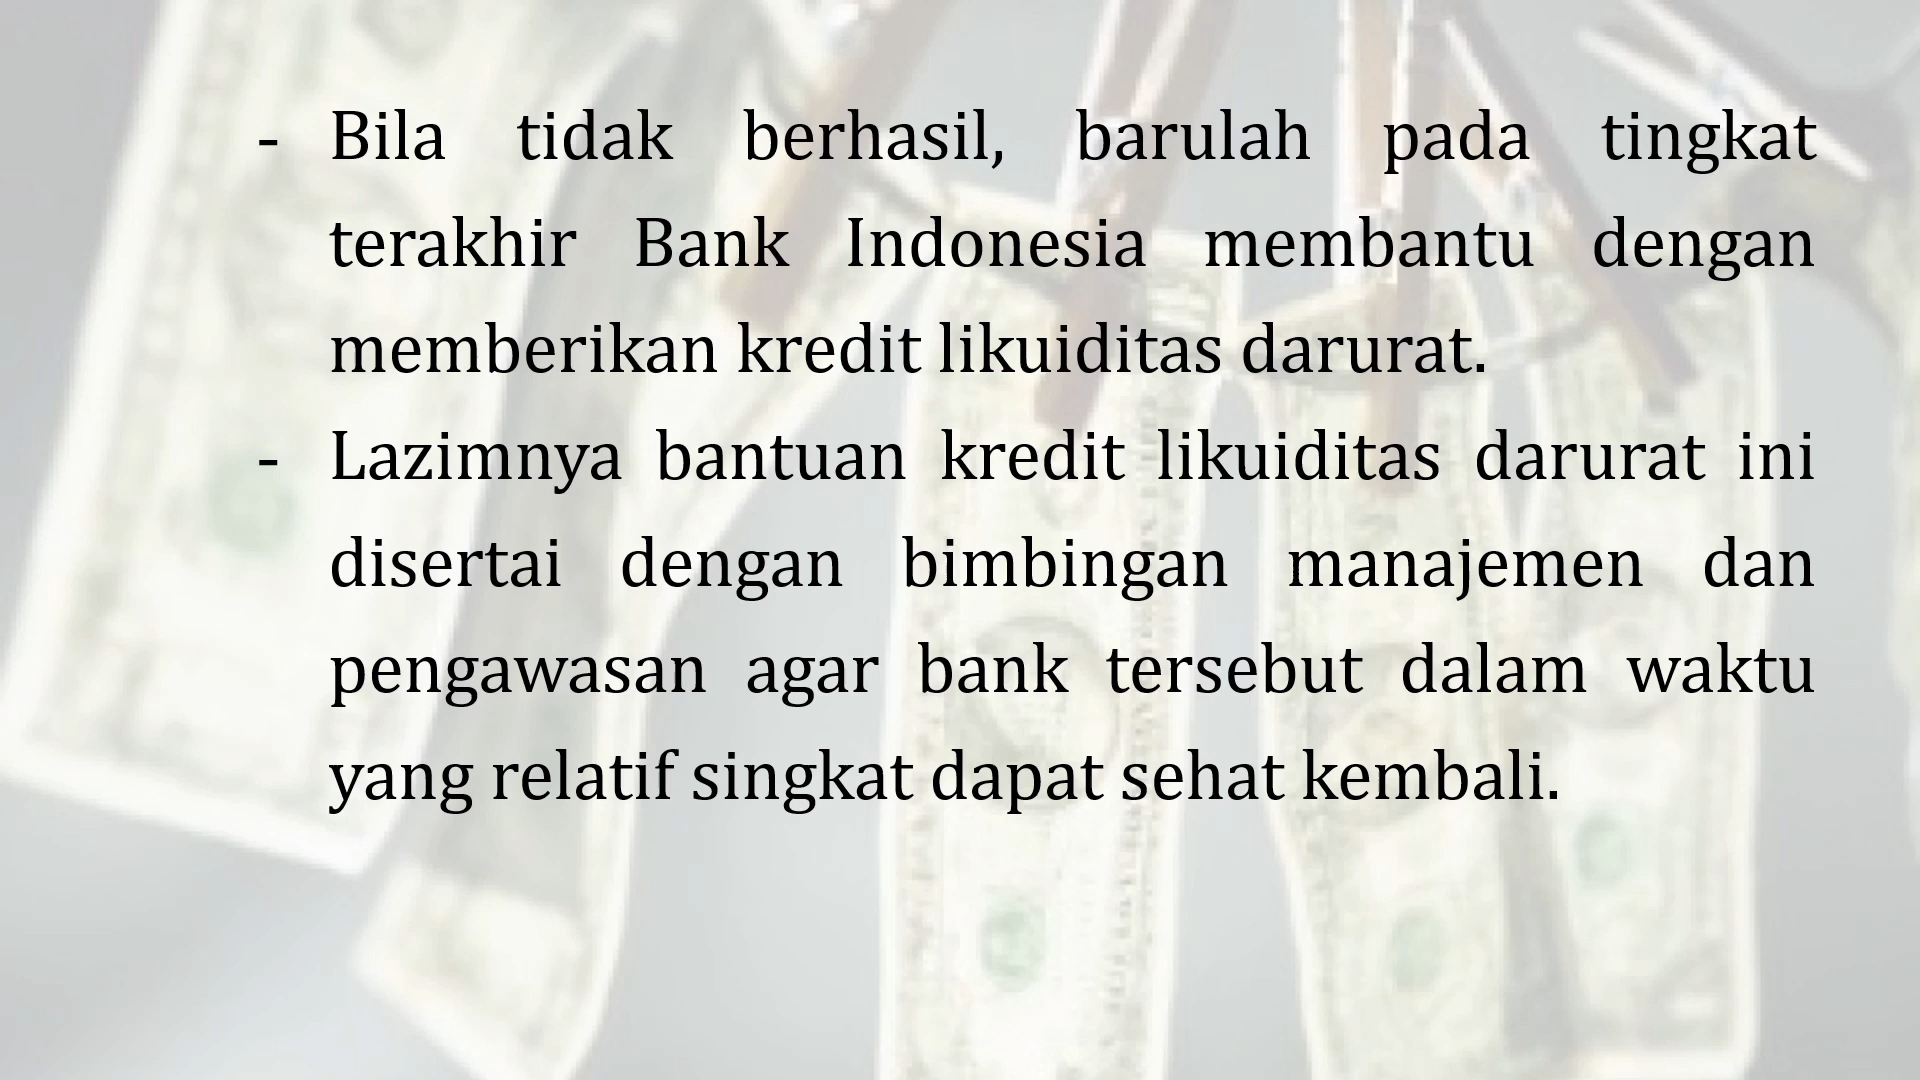 - Bila tidak berhasil, barulah pada tingkat
terakhir Bank Indonesia membantu dengan
memberikan kredit likuiditas darurat.
- Lazimnya bantuan kredit likuiditas darurat ini
disertai dengan bimbingan manajemen dan
pengawasan agar bank tersebut dalam waktu
yang relatif singkat dapat sehat kembali.